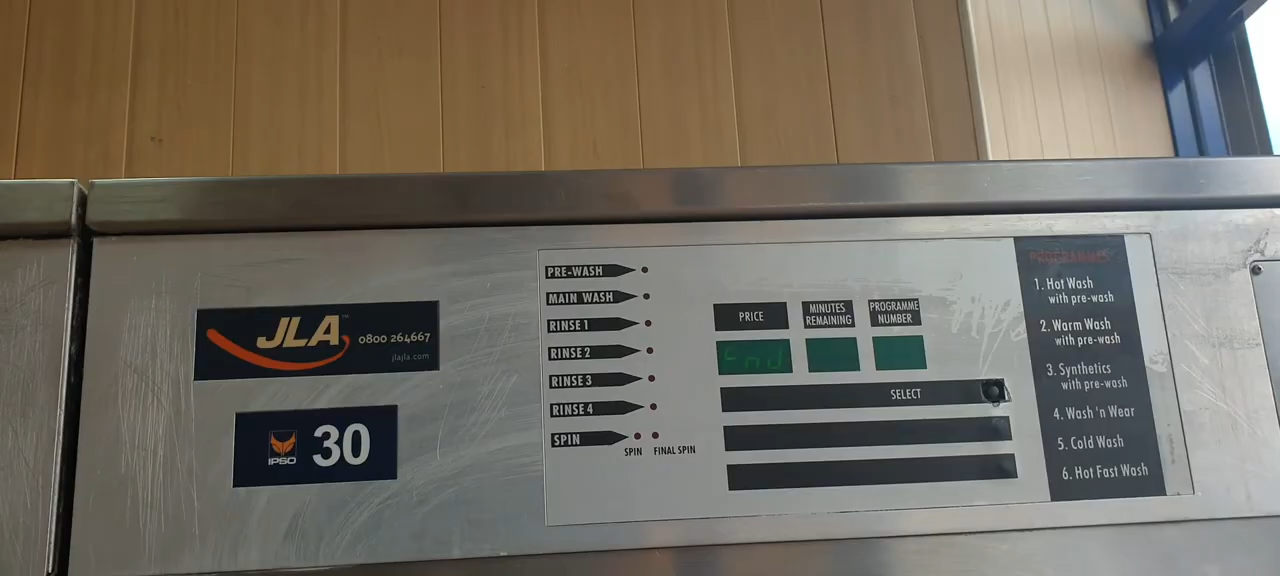 JLA™
0800 264667
jlajla.com
IPSO
30
PRE-WASH
MAIN WASH
RINSE 1
RINSE 2
RINSE 3
RINSE 4
SPIN
SPIN FINAL SPIN
PRICE
MINUTES
REMAINING
PROGRAMME
NUMBER
End
SELECT
PROGRAMMES
1. Hot Wash
with pre-wash
2. Warm Wash
with pre-wash
3. Synthetics
with pre-wash
4. Wash 'n Wear
5. Cold Wash
6. Hot Fast Wash